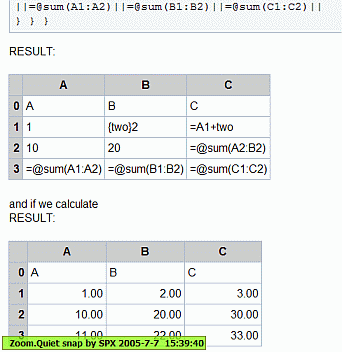 ||=@sum(A1:A2)||=@sum(B1:B2)||=@sum(C1:C2)||
} } }
RESULT:
A B C
0 A B C
1 1 {two}2 =A1+two
2 10 20 =@sum(A2:B2)
3 =@sum(A1:A2) =@sum(B1:B2) =@sum(C1:C2)
and if we calculate
RESULT:
A B C
0 A B C
1 1.00 2.00 3.00
2 10.00 20.00 30.00
3 11.00 22.00 33.00
Zoom.Quiet snap by SPX 2005-7-7 15:39:40